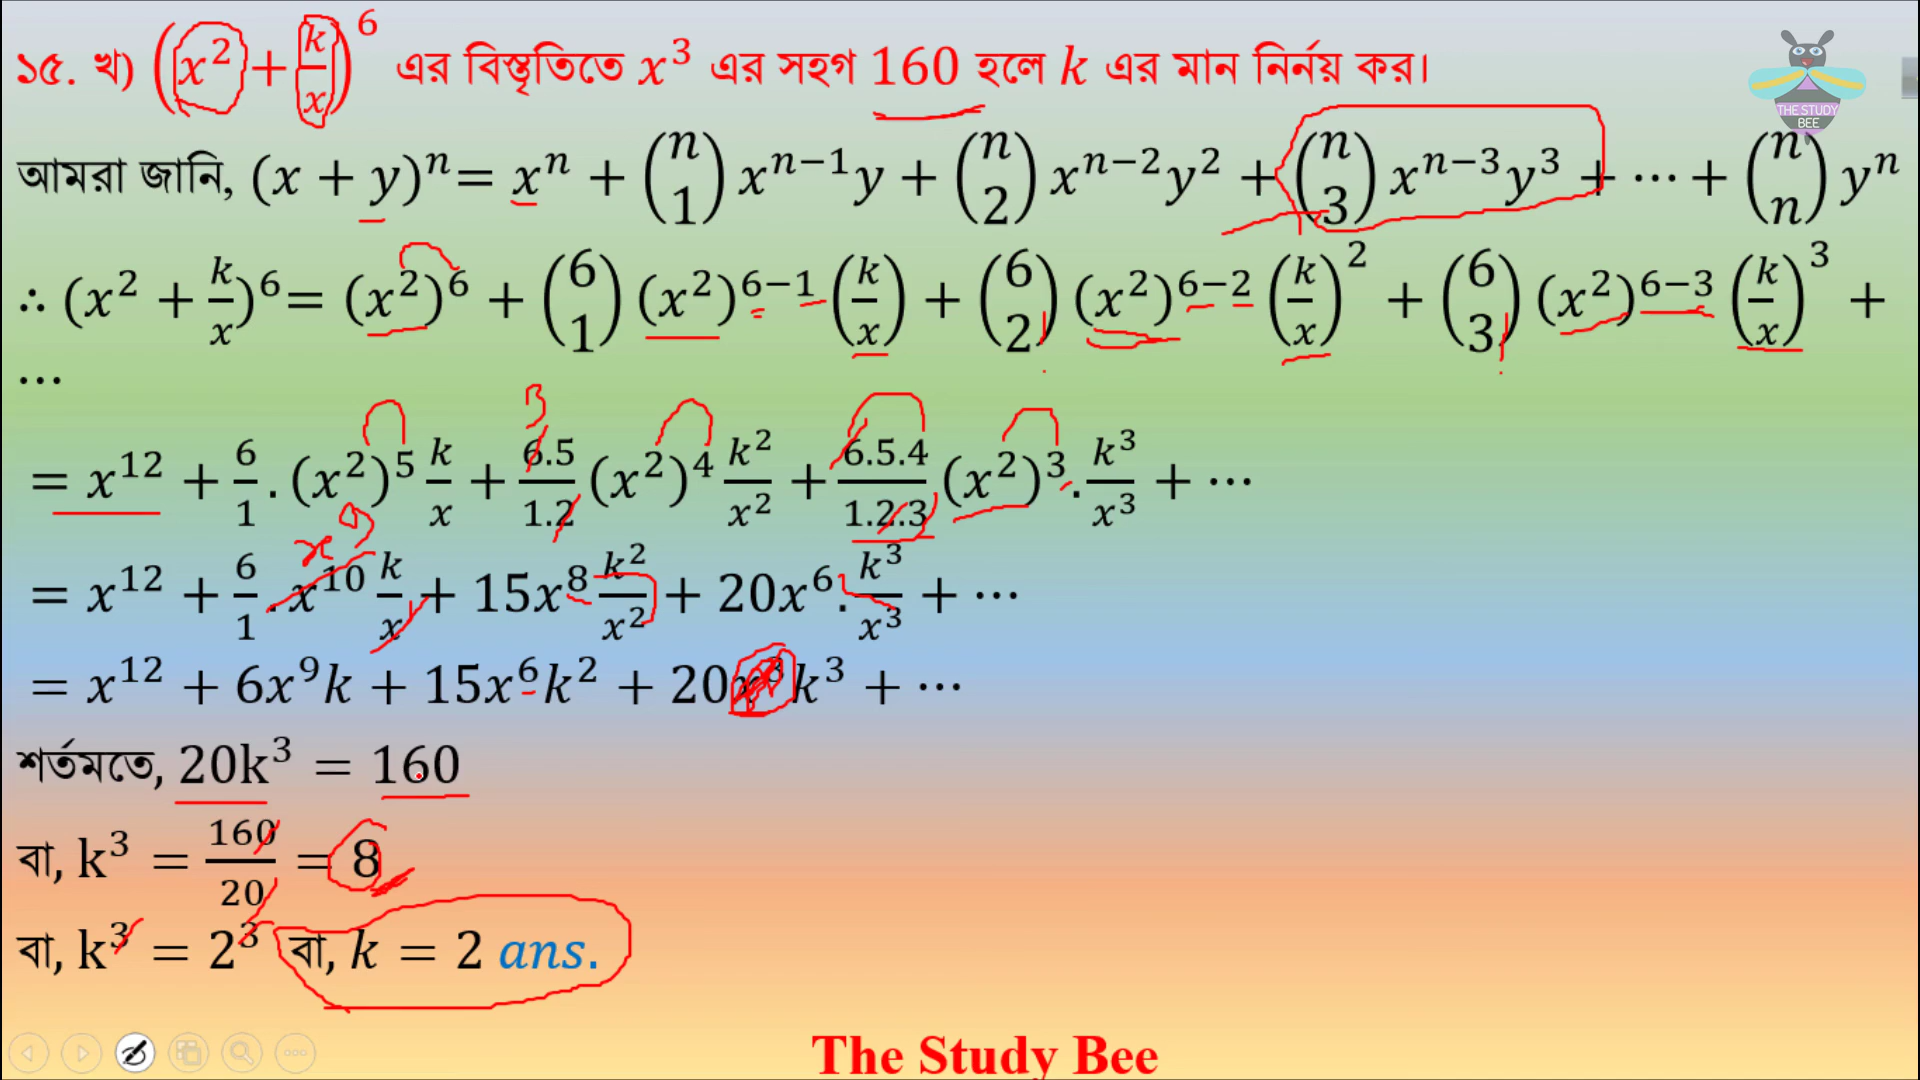 ১৫. খ) (x² + k/x)⁶ এর বিস্তৃতিতে x³ এর সহগ 160 হলে k এর মান নির্নয় কর।
THE STUDY BEE
আমরা জানি, (x + y)ⁿ= xⁿ + (n 1) xⁿ⁻¹y + (n 2) xⁿ⁻²y² + (n 3) xⁿ⁻³y³ + ⋯ + (n n) yⁿ
∴ (x² + k/x)⁶= (x²)⁶ + (6 1) (x²)⁶⁻¹ (k/x) + (6 2) (x²)⁶⁻² (k/x)² + (6 3) (x²)⁶⁻³ (k/x)³ +
⋯
= x¹² + 6/1 . (x²)⁵ k/x + 6.5/1.2 (x²)⁴ k²/x² + 6.5.4/1.2.3 (x²)³ . k³/x³ + ⋯
= x¹² + 6/1 . x¹⁰ k/x + 15x⁸ k²/x² + 20x⁶ . k³/x³ + ⋯
= x¹² + 6x⁹k + 15x⁶k² + 20x³k³ + ⋯
শর্তমতে, 20k³ = 160
বা, k³ = 160/20 = 8
বা, k³ = 2³ বা, k = 2 ans.
The Study Bee